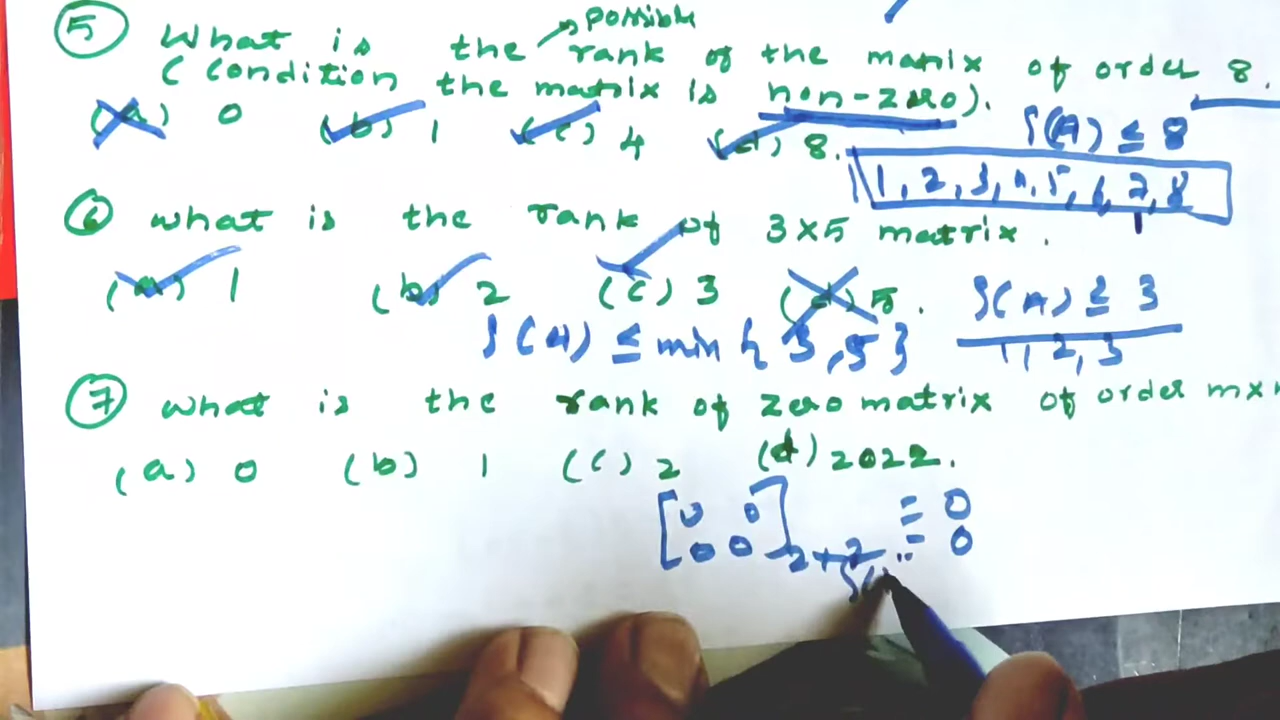 5 What is the possible rank of the matrix of order 8.
(Condition the matrix is non-zero).
(a) 0 (b) 1 (c) 4 (d) 8.
ρ(A) ≤ 8
1, 2, 3, 4, 5, 6, 7, 8
6 what is the rank of 3×5 matrix.
(a) 1 (b) 2 (c) 3 (d) 5.
ρ(A) ≤ 3
ρ(A) ≤ min { 3, 5 }
1, 2, 3
7 what is the rank of zero matrix of order m×
(a) 0 (b) 1 (c) 2 (d) 2022.
[0 0 = 0
0 0] 2×2 = 0